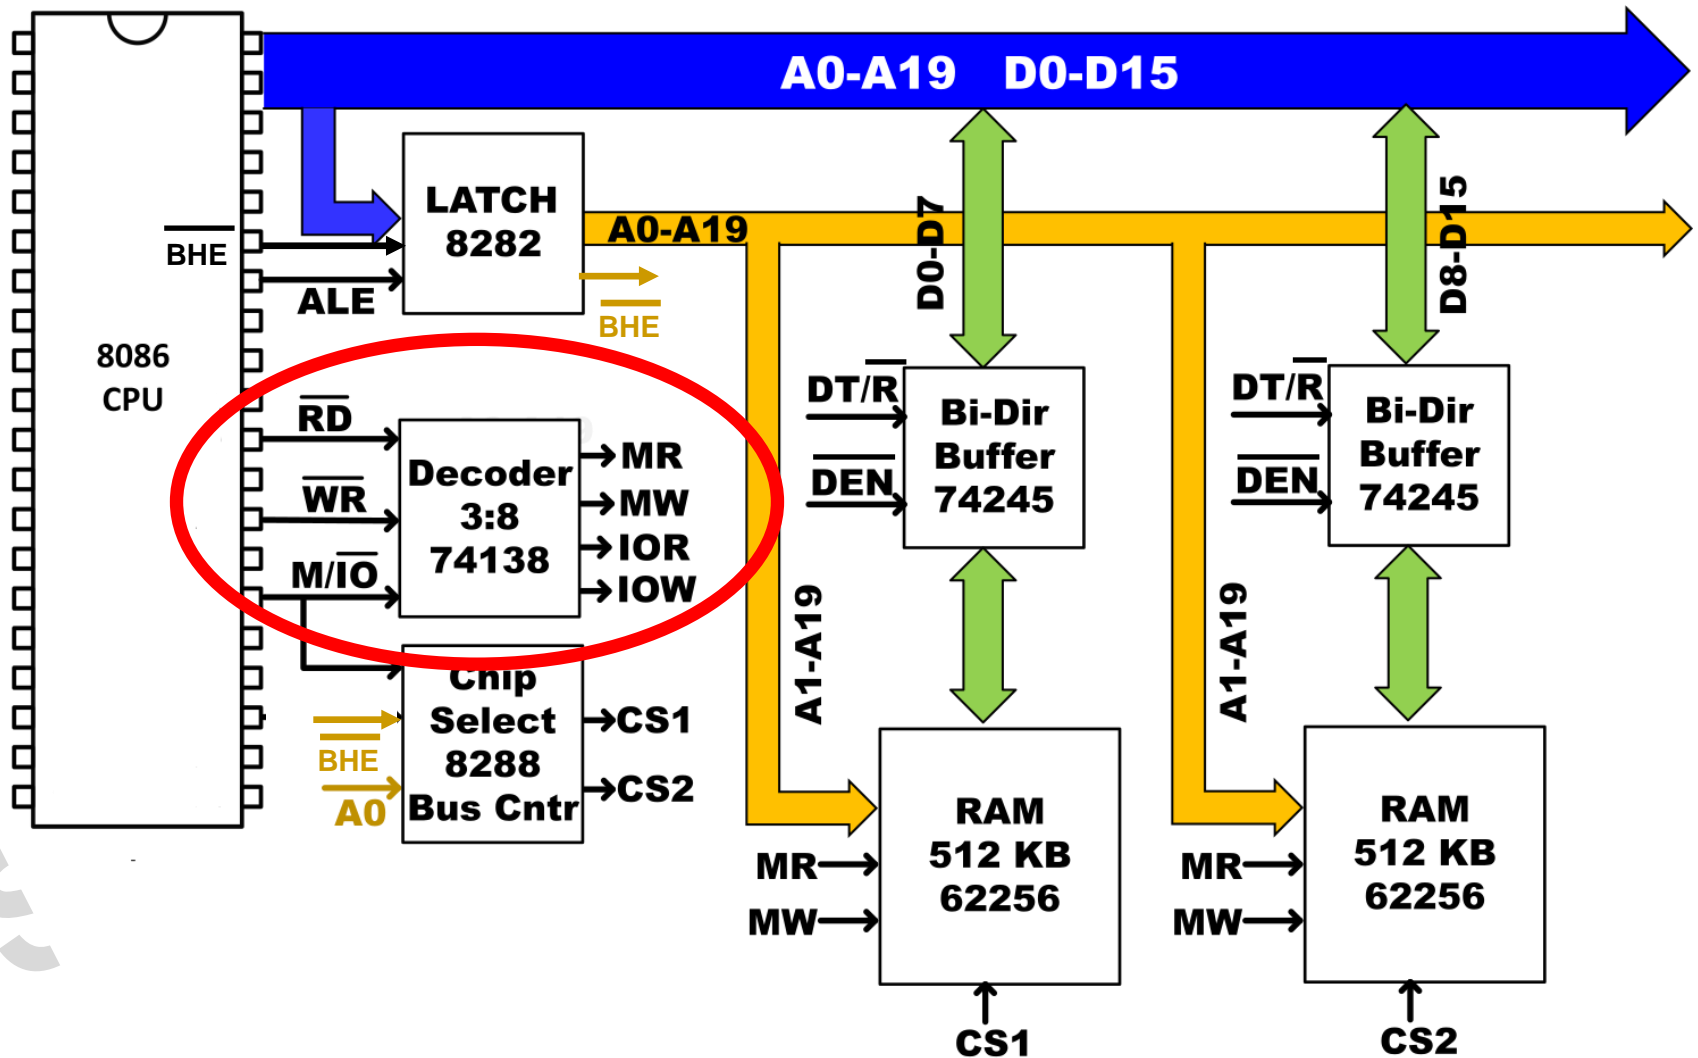 A0-A19 D0-D15
LATCH
8282
A0-A19
D0-D7
D8-D15
BHE
ALE
BHE
8086
CPU
RD
WR
M/IO
Decoder
3:8
74138
MR
MW
IOR
IOW
DT/R
DEN
Bi-Dir
Buffer
74245
DT/R
DEN
Bi-Dir
Buffer
74245
A1-A19
A1-A19
BHE
A0
Chip
Select
8288
Bus Cntr
CS1
CS2
RAM
512 KB
62256
MR
MW
CS1
RAM
512 KB
62256
MR
MW
CS2